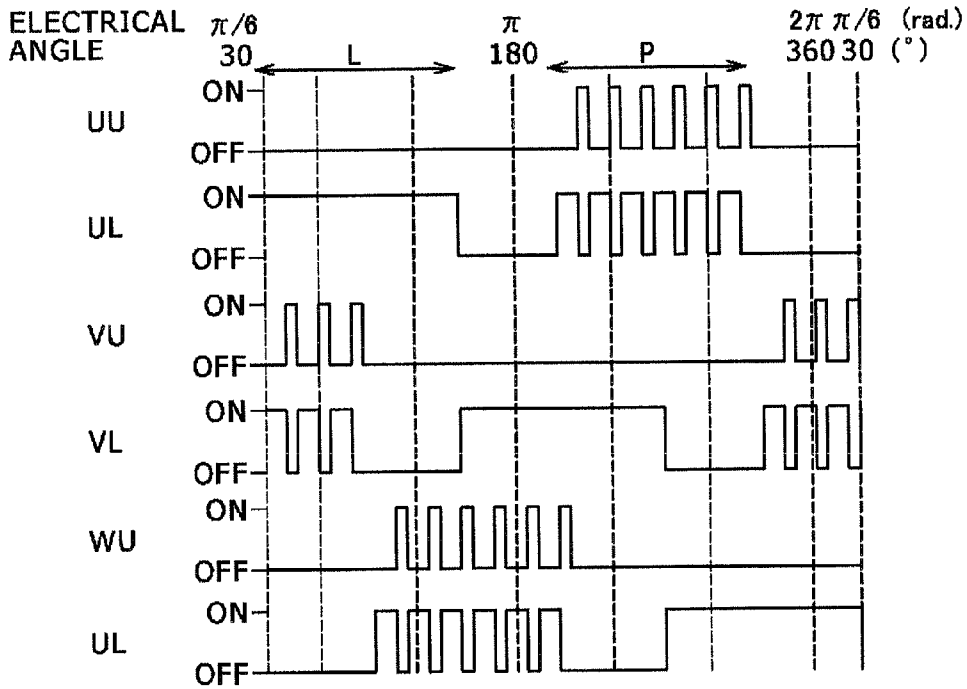 ELECTRICAL π/6 π 2π π/6 (rad.)
ANGLE 30 L 180 P 360 30 (°)
ON
UU
OFF
ON
UL
OFF
ON
VU
OFF
ON
VL
OFF
ON
WU
OFF
ON
UL
OFF